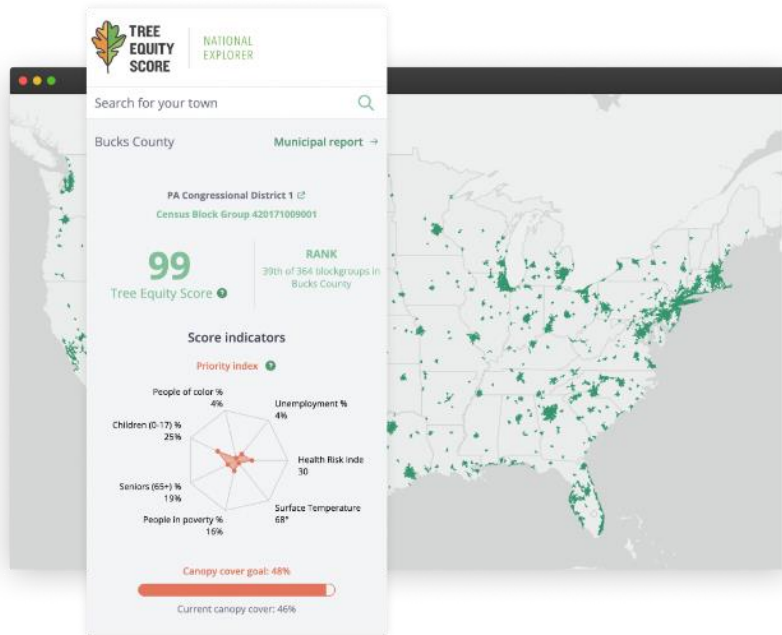 TREE
EQUITY
SCORE
NATIONAL
EXPLORER
Search for your town
Bucks County
Municipal report →
PA Congressional District 1
Census Block Group 420171009001
99
Tree Equity Score ?
RANK
39th of 364 blockgroups in
Bucks County
Score indicators
Priority index ?
People of color %
4%
Unemployment %
4%
Children (0-17) %
25%
Health Risk Inde
30
Seniors (65+) %
19%
Surface Temperature
68°
People in poverty %
16%
Canopy cover goal: 48%
Current canopy cover: 46%